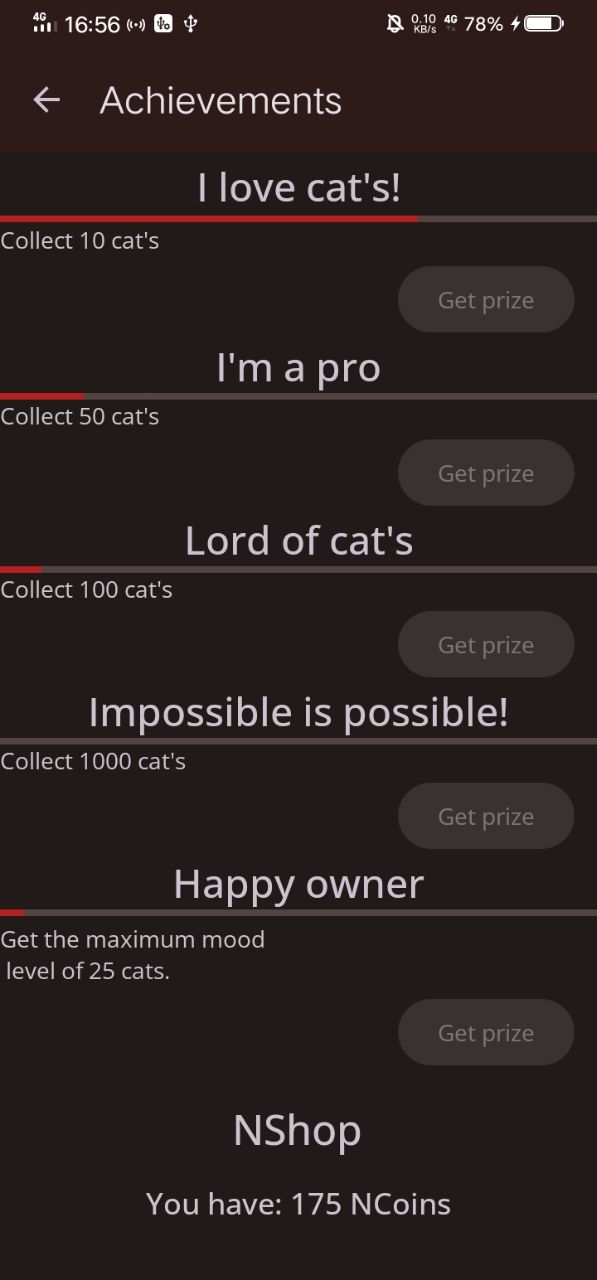 4G 16:56 0.10 KB/s 4G 78%
Achievements
I love cat's!
Collect 10 cat's
Get prize
I'm a pro
Collect 50 cat's
Get prize
Lord of cat's
Collect 100 cat's
Get prize
Impossible is possible!
Collect 1000 cat's
Get prize
Happy owner
Get the maximum mood
level of 25 cats.
Get prize
NShop
You have: 175 NCoins